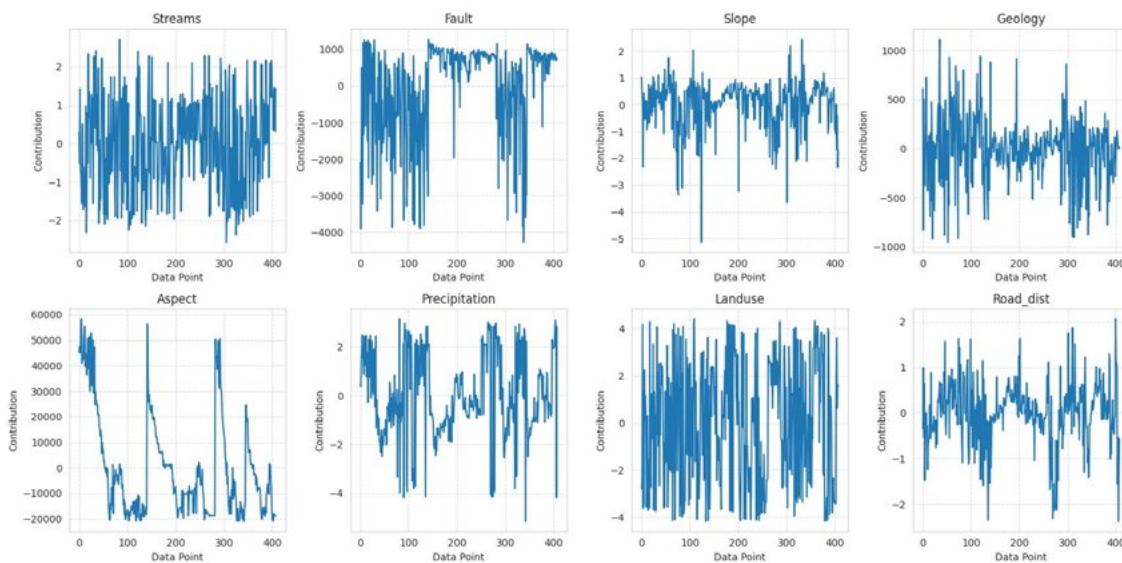 Streams
Fault
Slope
Geology
Contribution
2
1
0
-1
-2
0 100 200 300 400
Data Point
Contribution
1000
0
-1000
-2000
-3000
-4000
0 100 200 300 400
Data Point
Contribution
2
1
0
-1
-2
-3
-4
-5
0 100 200 300 400
Data Point
Contribution
1000
500
0
-500
-1000
0 100 200 300 400
Data Point
Aspect
Precipitation
Landuse
Road_dist
Contribution
60000
50000
40000
30000
20000
10000
0
-10000
-20000
0 100 200 300 400
Data Point
Contribution
2
0
-2
-4
0 100 200 300 400
Data Point
Contribution
4
2
0
-2
-4
0 100 200 300 400
Data Point
Contribution
2
1
0
-1
-2
0 100 200 300 400
Data Point